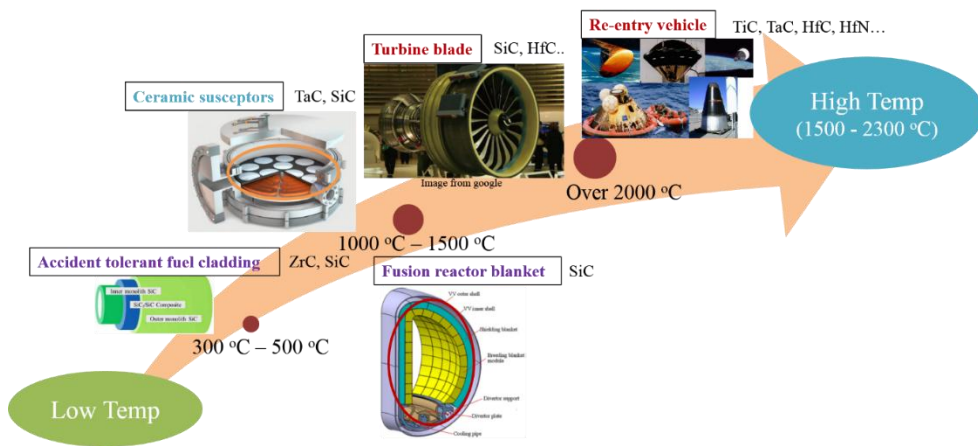 Re-entry vehicle
TiC, TaC, HfC, HfN…
Turbine blade
SiC, HfC..
Ceramic susceptors
TaC, SiC
High Temp
(1500 - 2300 ºC)
Image from google
Over 2000 ºC
1000 ºC – 1500 ºC
Accident tolerant fuel cladding
ZrC, SiC
Fusion reactor blanket
SiC
Inner monolith SiC
SiC/SiC Composite
Outer monolith SiC
300 ºC – 500 ºC
VV outer shell
VV inner shell
Shielding blanket
Breeding blanket
module
Divertor support
Divertor plate
Cooling pipe
Low Temp